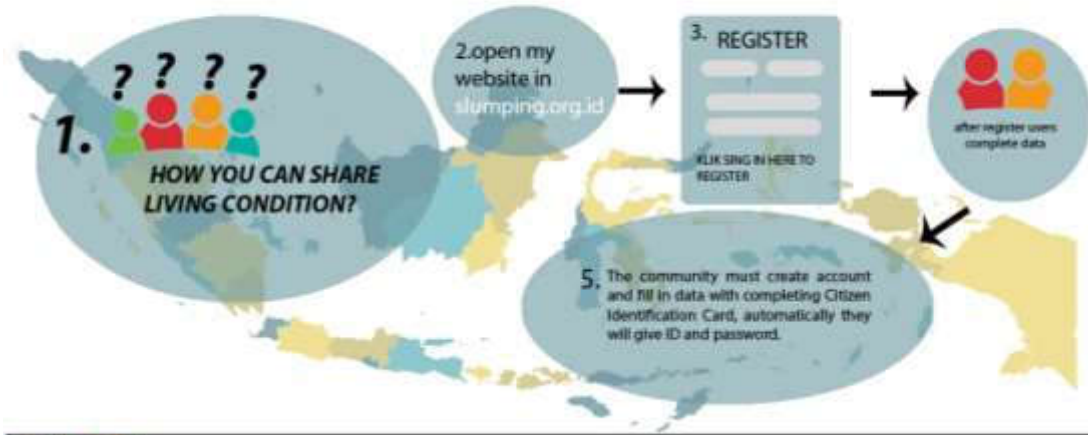 ? ? ? ?
1.
HOW YOU CAN SHARE
LIVING CONDITION?
2.open my
website in
slumping.org.id
3. REGISTER
KLIK SING IN HERE TO
REGISTER
after register users
complete data
5. The community must create account
and fill in data with completing Citizen
Identification Card, automatically they
will give ID and password.